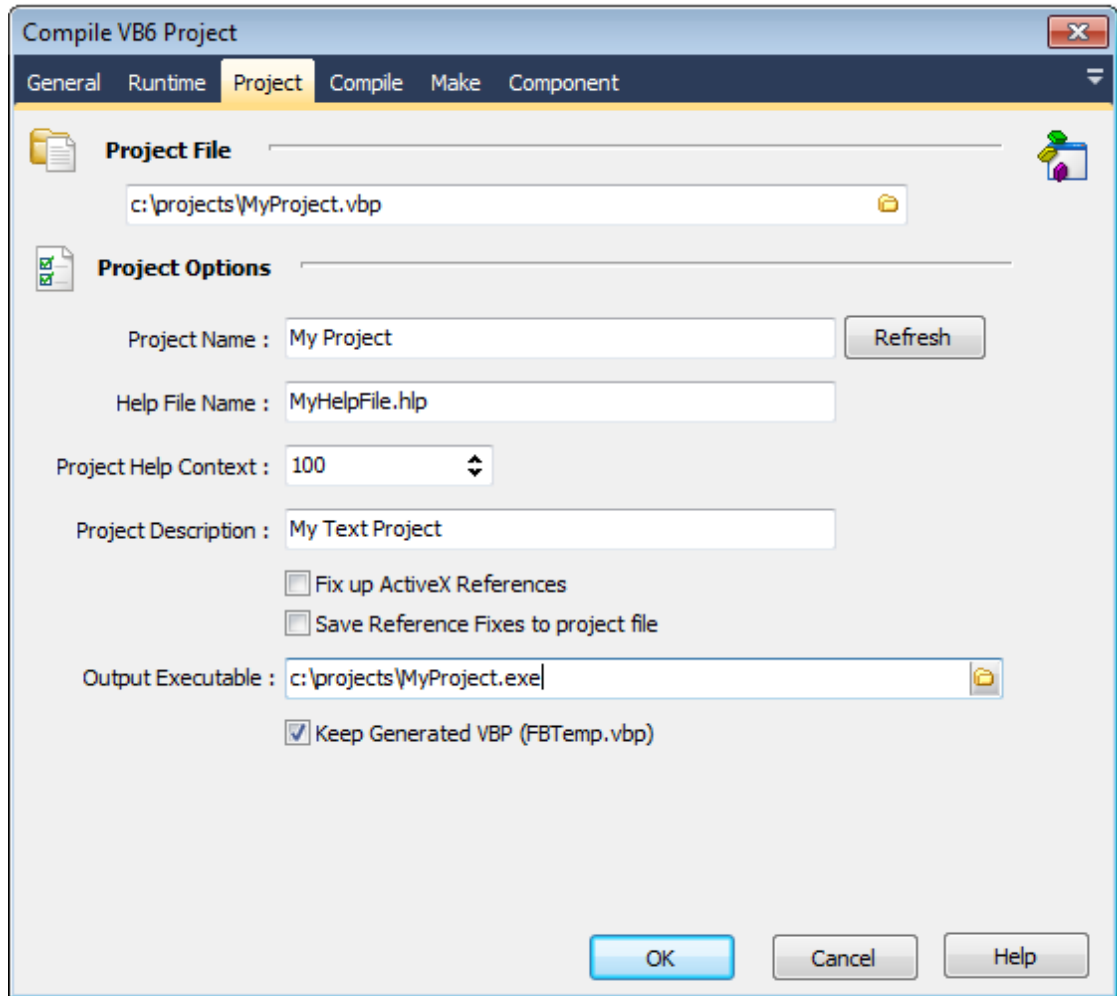 Compile VB6 Project
General Runtime Project Compile Make Component
Project File
c:\projects\MyProject.vbp
Project Options
Project Name : My Project Refresh
Help File Name : MyHelpFile.hlp
Project Help Context : 100
Project Description : My Text Project
Fix up ActiveX References
Save Reference Fixes to project file
Output Executable : c:\projects\MyProject.exe
Keep Generated VBP (FBTemp.vbp)
OK Cancel Help